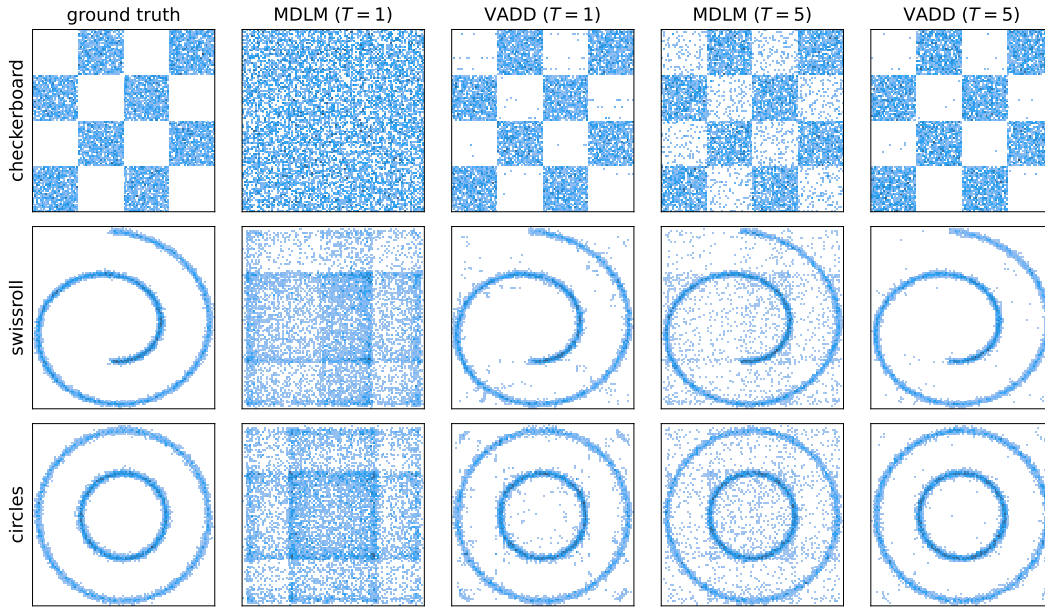 ground truth MDLM (T = 1) VADD (T = 1) MDLM (T = 5) VADD (T = 5)
checkerboard
swissroll
circles